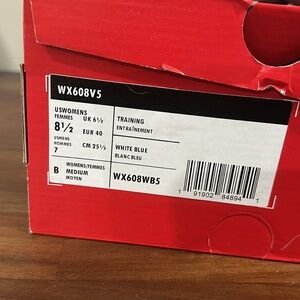 WX608V5
USWOMENS
FEMMES
8½
UK 6½
EUR 40
USMENS
HOMMES
7
CM 25½
B
WOMENS/FEMMES
MEDIUM
MOYEN
TRAINING
ENTRAÎNEMENT
WHITE BLUE
BLANC BLEU
WX608WB5
1 91902 84894 1